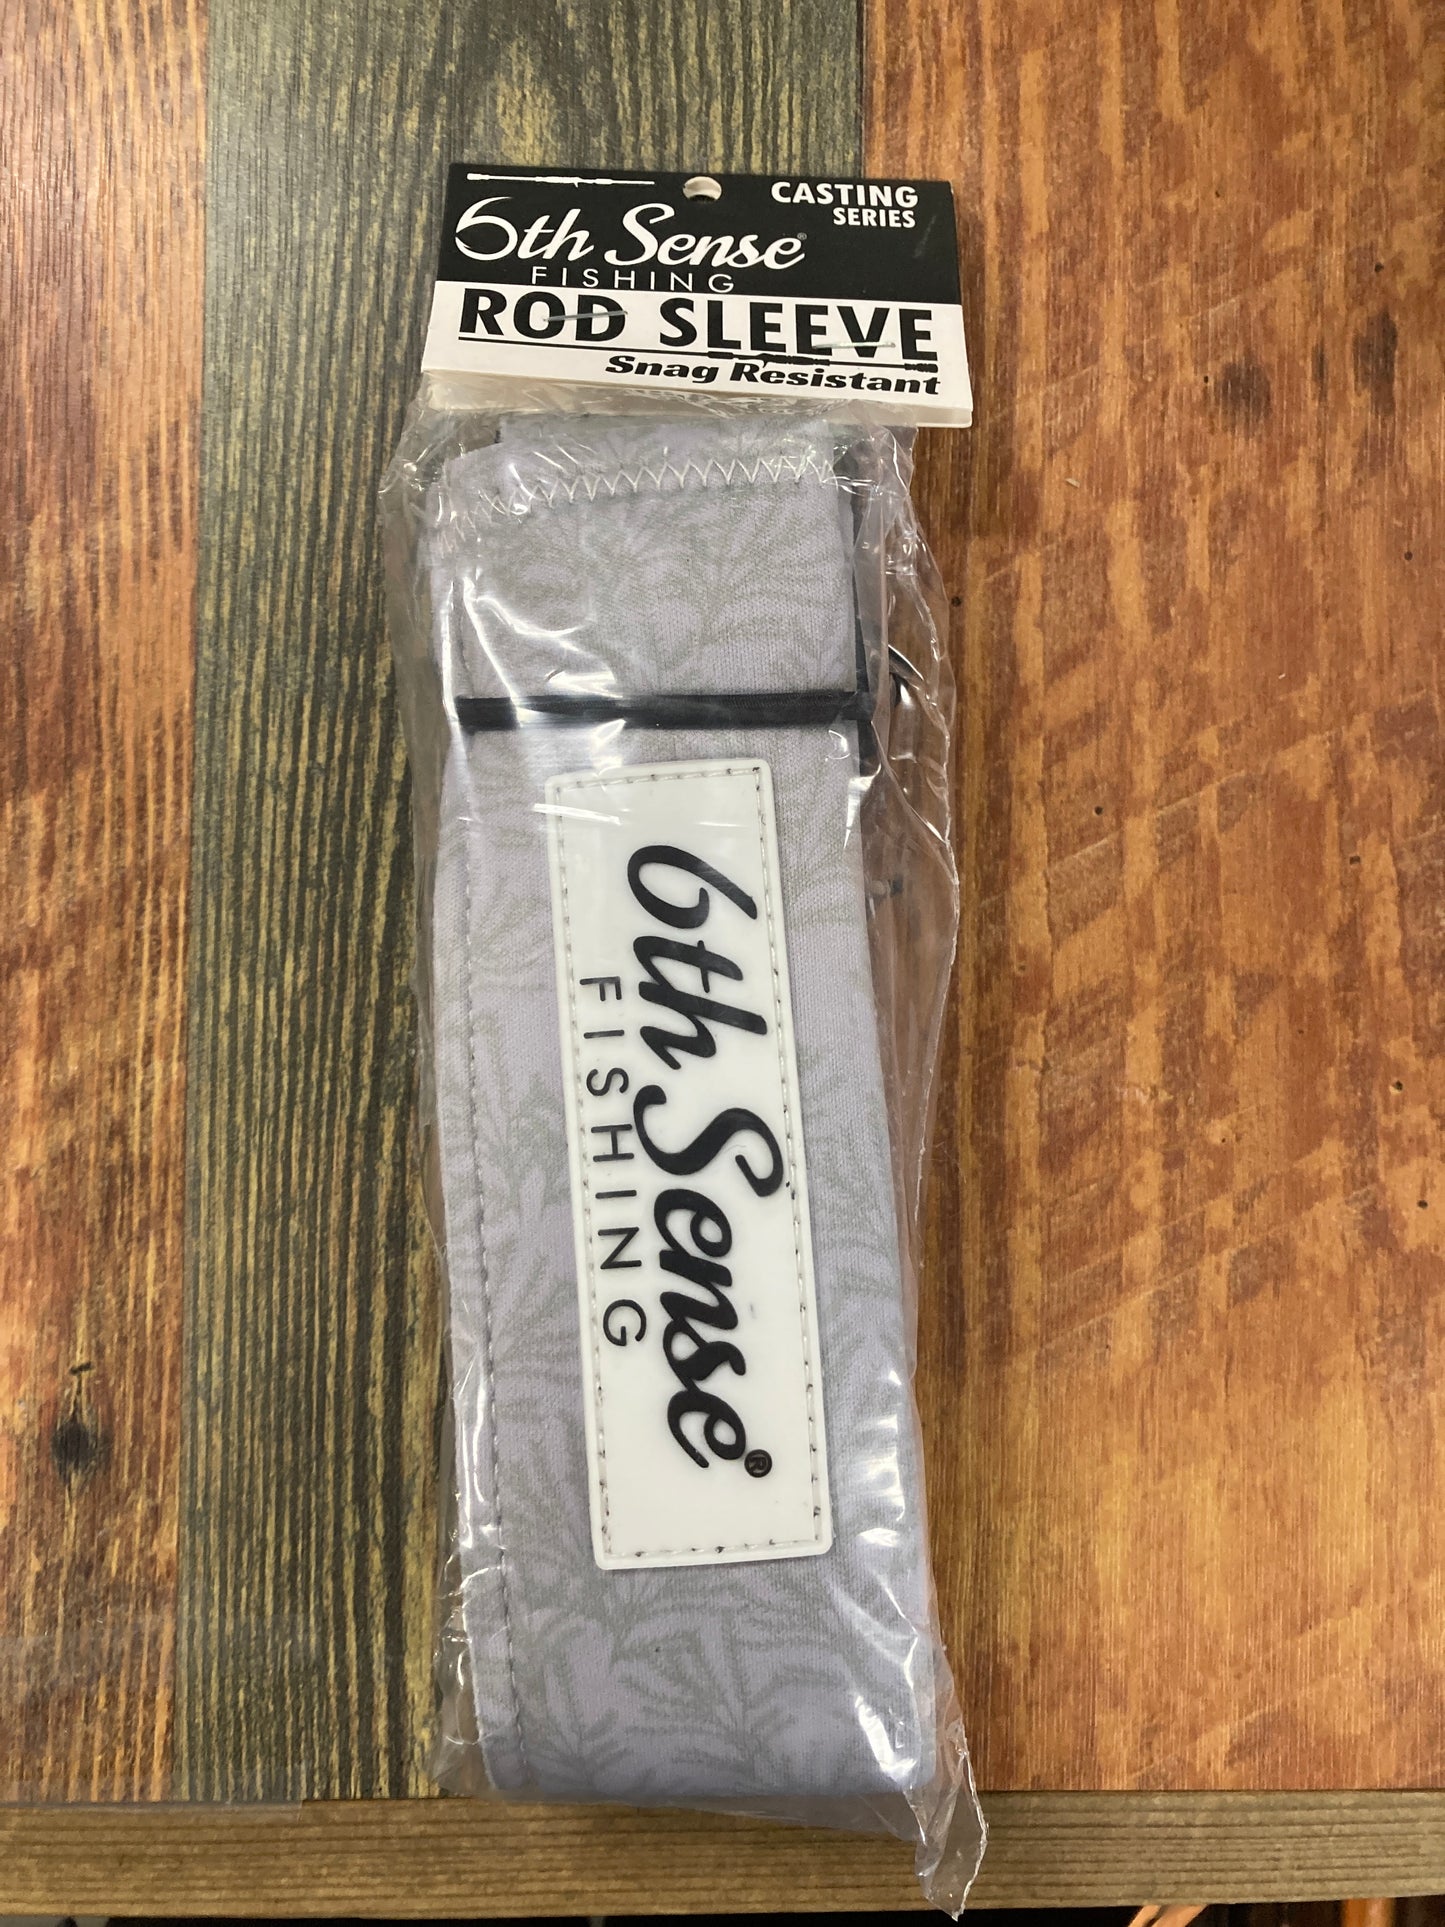 CASTING
SERIES
6th Sense®
FISHING
ROD SLEEVE
Snag Resistant
6th Sense®
FISHING